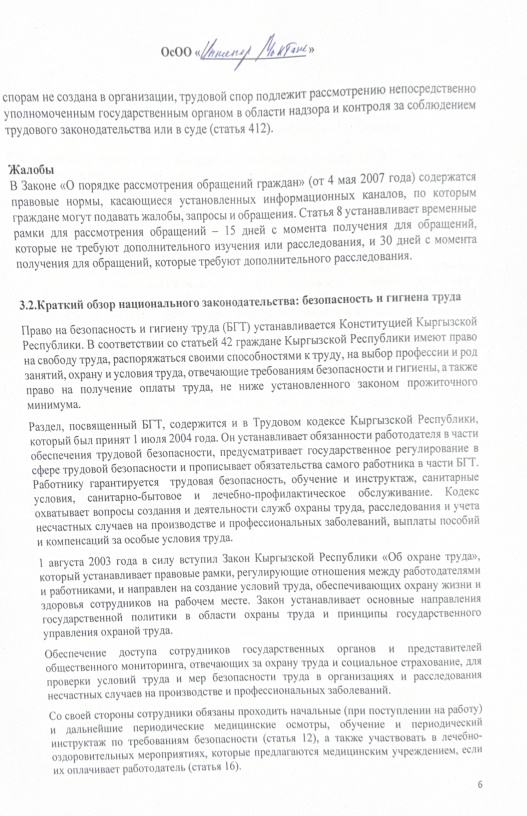 ОсОО « »
спорам не создана в организации, трудовой спор подлежит рассмотрению непосредственно
уполномоченным государственным органом в области надзора и контроля за соблюдением
трудового законодательства или в суде (статья 412).
Жалобы
В Законе «О порядке рассмотрения обращений граждан» (от 4 мая 2007 года) содержатся
правовые нормы, касающиеся установленных информационных каналов, по которым
граждане могут подавать жалобы, запросы и обращения. Статья 8 устанавливает временные
рамки для рассмотрения обращений – 15 дней с момента получения для обращений,
которые не требуют дополнительного изучения или расследования, и 30 дней с момента
получения для обращений, которые требуют дополнительного расследования.
3.2.Краткий обзор национального законодательства: безопасность и гигиена труда
Право на безопасность и гигиену труда (БГТ) устанавливается Конституцией Кыргызской
Республики. В соответствии со статьей 42 граждане Кыргызской Республики имеют право
на свободу труда, распоряжаться своими способностями к труду, на выбор профессии и род
занятий, охрану и условия труда, отвечающие требованиям безопасности и гигиены, а также
право на получение оплаты труда, не ниже установленного законом прожиточного
минимума.
Раздел, посвященный БГТ, содержится и в Трудовом кодексе Кыргызской Республики,
который был принят 1 июля 2004 года. Он устанавливает обязанности работодателя в части
обеспечения трудовой безопасности, предусматривает государственное регулирование в
сфере трудовой безопасности и прописывает обязательства самого работника в части БГТ.
Работнику гарантируется трудовая безопасность, обучение и инструктаж, санитарные
условия, санитарно-бытовое и лечебно-профилактическое обслуживание. Кодекс
охватывает вопросы создания и деятельности служб охраны труда, расследования и учета
несчастных случаев на производстве и профессиональных заболеваний, выплаты пособий
и компенсаций за особые условия труда.
1 августа 2003 года в силу вступил Закон Кыргызской Республики «Об охране труда»,
который устанавливает правовые рамки, регулирующие отношения между работодателями
и работниками, и направлен на создание условий труда, обеспечивающих охрану жизни и
здоровья сотрудников на рабочем месте. Закон устанавливает основные направления
государственной политики в области охраны труда и принципы государственного
управления охраной труда.
Обеспечение доступа сотрудников государственных органов и представителей
общественного мониторинга, отвечающих за охрану труда и социальное страхование, для
проверки условий труда и мер безопасности труда в организациях и расследования
несчастных случаев на производстве и профессиональных заболеваний.
Со своей стороны сотрудники обязаны проходить начальные (при поступлении на работу)
и дальнейшие периодические медицинские осмотры, обучение и периодический
инструктаж по требованиям безопасности (статья 12), а также участвовать в лечебно-
оздоровительных мероприятиях, которые предлагаются медицинским учреждением, если
их оплачивает работодатель (статья 16).
6